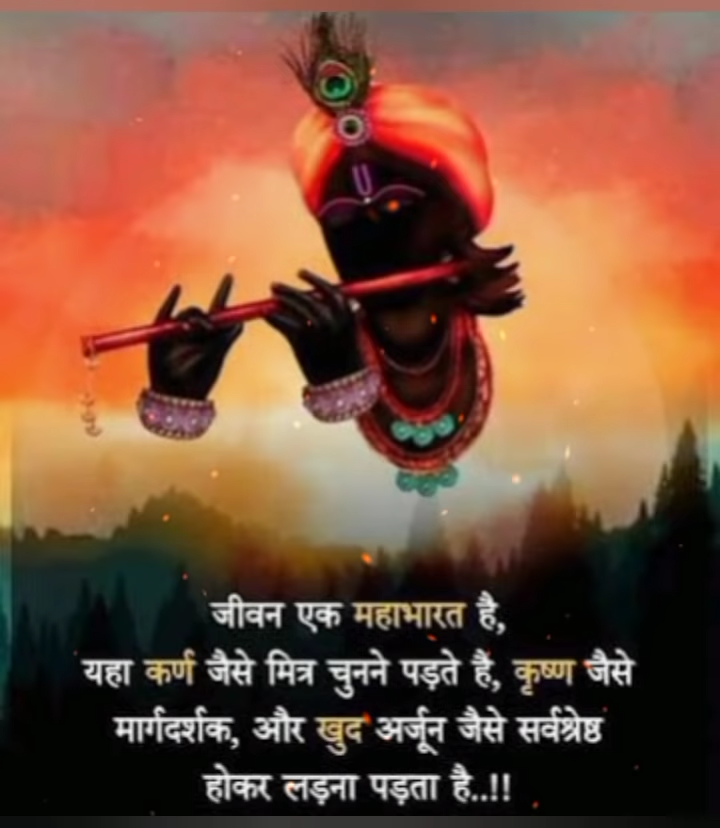 जीवन एक महाभारत है,
यहा कर्ण जैसे मित्र चुनने पड़ते है, कृष्ण जैसे
मार्गदर्शक, और खुद अर्जून जैसे सर्वश्रेष्ठ
होकर लड़ना पड़ता है..!!